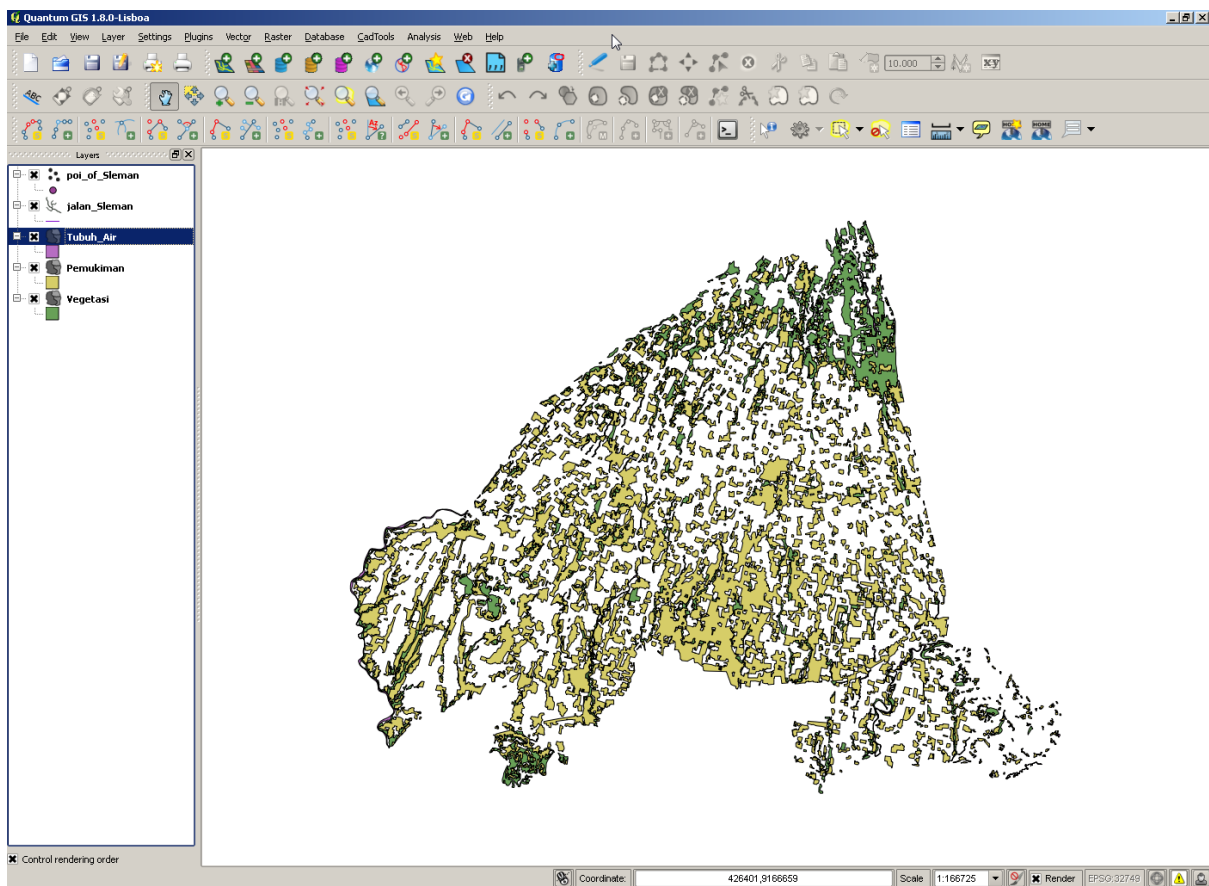 Quantum GIS 1.8.0-Lisboa
File Edit View Layer Settings Plugins Vector Raster Database CadTools Analysis Web Help
10.000
XY
ABC
Layers
poi_of_Sleman
jalan_Sleman
Tubuh_Air
Pemukiman
Vegetasi
Control rendering order
Coordinate: 426401,9166659 Scale 1:166725 Render EPSG:32749